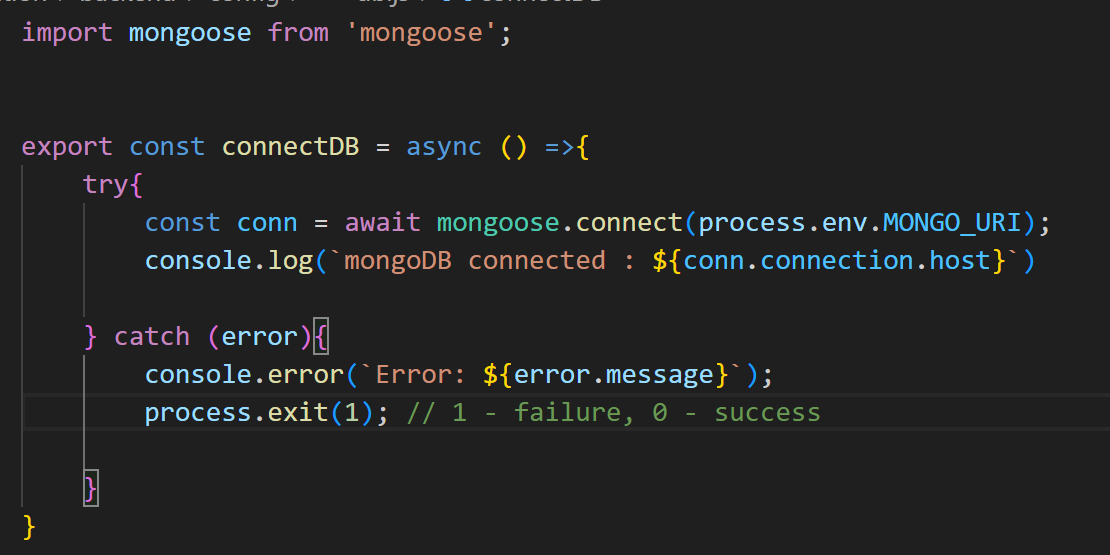 import mongoose from 'mongoose';
export const connectDB = async () =>{
    try{
        const conn = await mongoose.connect(process.env.MONGO_URI);
        console.log(`mongoDB connected : ${conn.connection.host}`)
    } catch (error){
        console.error(`Error: ${error.message}`);
        process.exit(1); // 1 - failure, 0 - success
    }
}